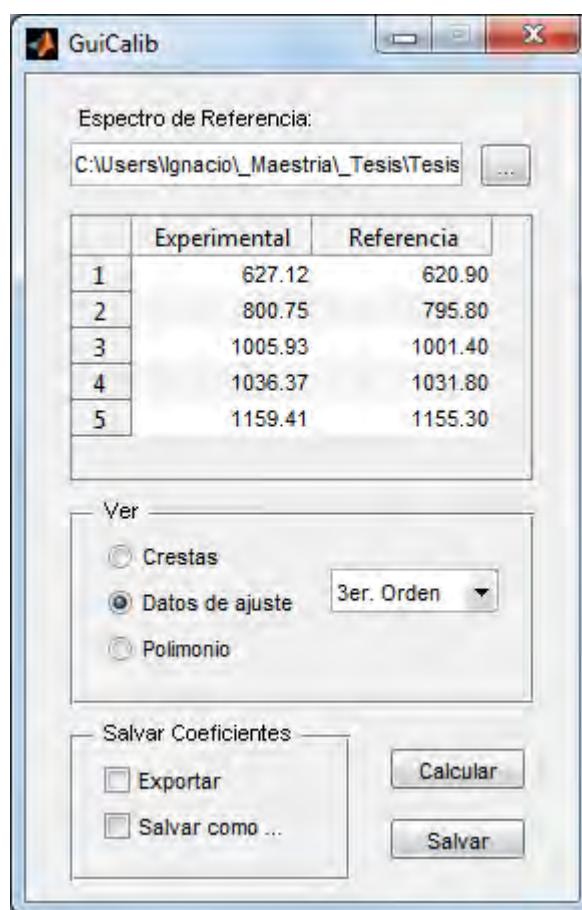 GuiCalib
Espectro de Referencia:
C:\Users\Ignacio\_Maestria\_Tesis\Tesis ...
Experimental Referencia
1 627.12 620.90
2 800.75 795.80
3 1005.93 1001.40
4 1036.37 1031.80
5 1159.41 1155.30
Ver
Crestas
Datos de ajuste 3er. Orden
Polimonio
Salvar Coeficientes
Exportar Calcular
Salvar como ... Salvar